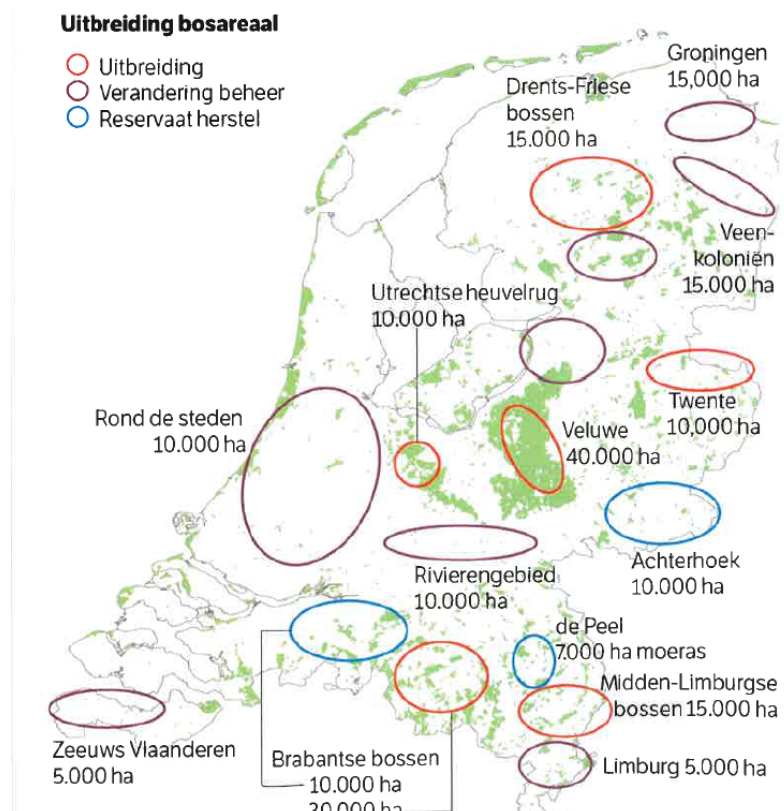 Uitbreiding bosareaal
Uitbreiding
Verandering beheer
Reservaat herstel
Groningen
15,000 ha
Drents-Friese
bossen
15.000 ha
Veen-
koloniën
15.000 ha
Utrechtse heuvelrug
10.000 ha
Twente
10.000 ha
Rond de steden
10.000 ha
Veluwe
40.000 ha
Achterhoek
10.000 ha
Rivierengebied
10.000 ha
de Peel
7.000 ha moeras
Midden-Limburgse
bossen 15.000 ha
Zeeuws Vlaanderen
5.000 ha
Brabantse bossen
10.000 ha
Limburg 5.000 ha